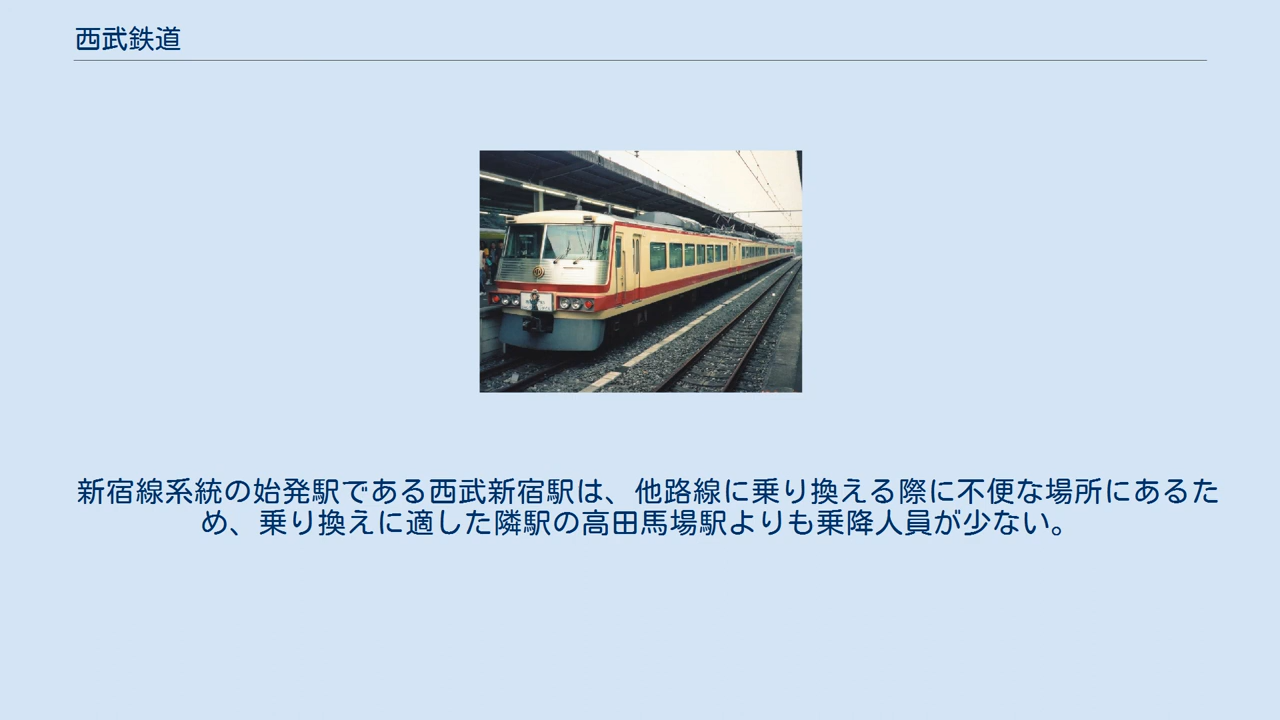 西武鉄道
新宿線系統の始発駅である西武新宿駅は、他路線に乗り換える際に不便な場所にあるた
め、乗り換えに適した隣駅の高田馬場駅よりも乗降人員が少ない。